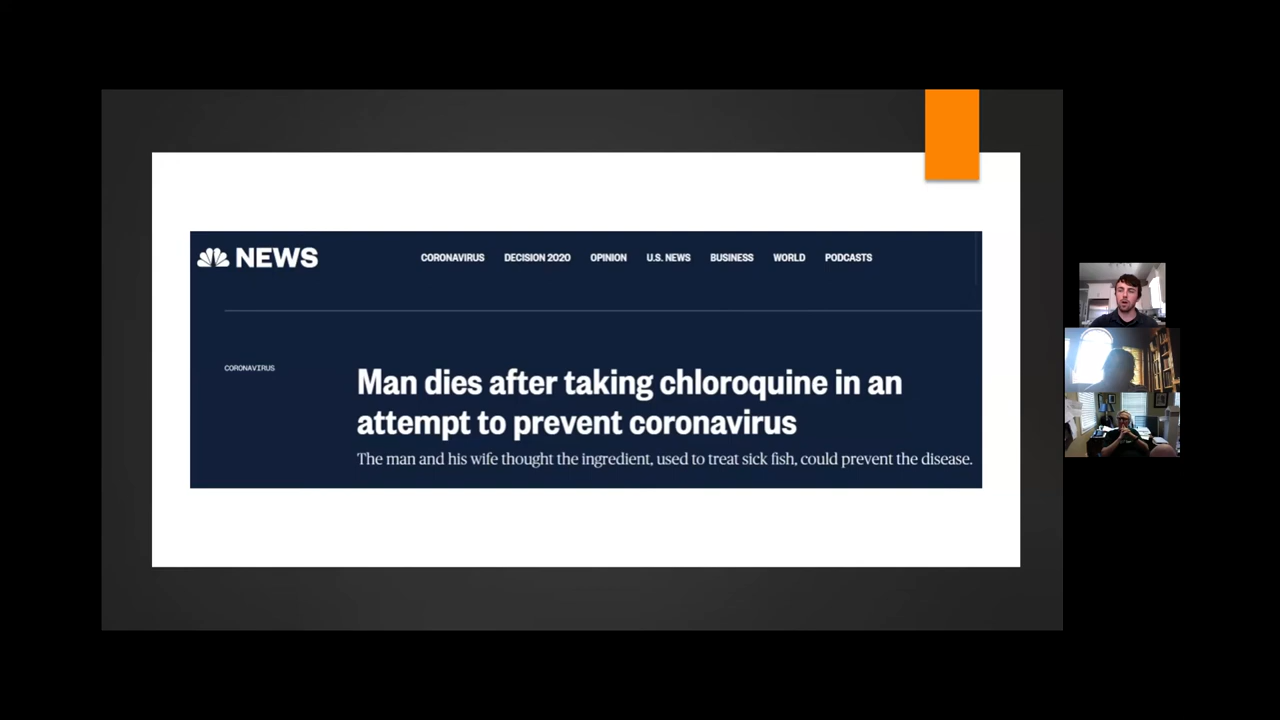 NEWS
CORONAVIRUS DECISION 2020 OPINION U.S. NEWS BUSINESS WORLD PODCASTS
CORONAVIRUS
Man dies after taking chloroquine in an
attempt to prevent coronavirus
The man and his wife thought the ingredient, used to treat sick fish, could prevent the disease.